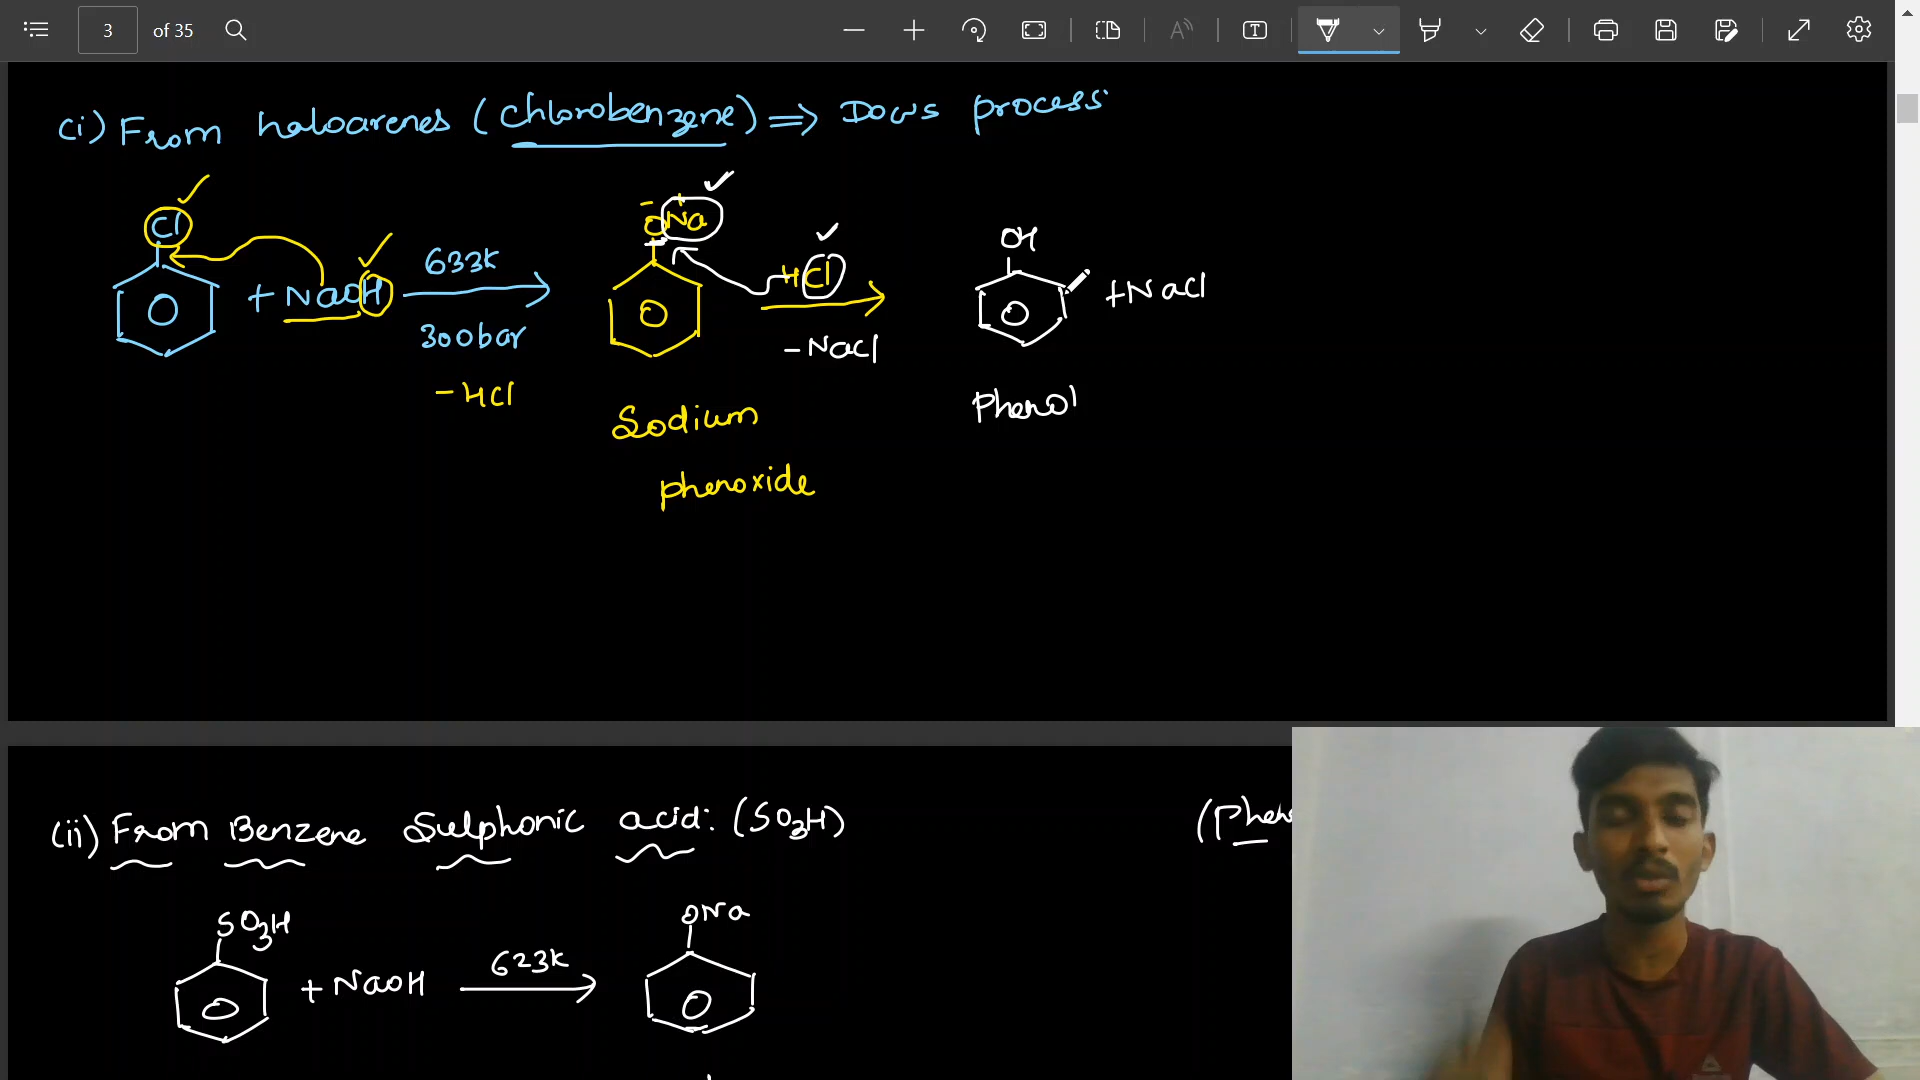 3 of 35
(i) From haloarenes (chlorobenzene) ⇒ Dows process
Cl
+ NaOH
633K
300bar
- HCl
- +
ONa
HCl
- NaCl
Sodium
phenoxide
OH
+NaCl
Phenol
(ii) From Benzene Sulphonic acid: (SO3H)
(Phen
SO3H
+ NaOH
623K
ONa